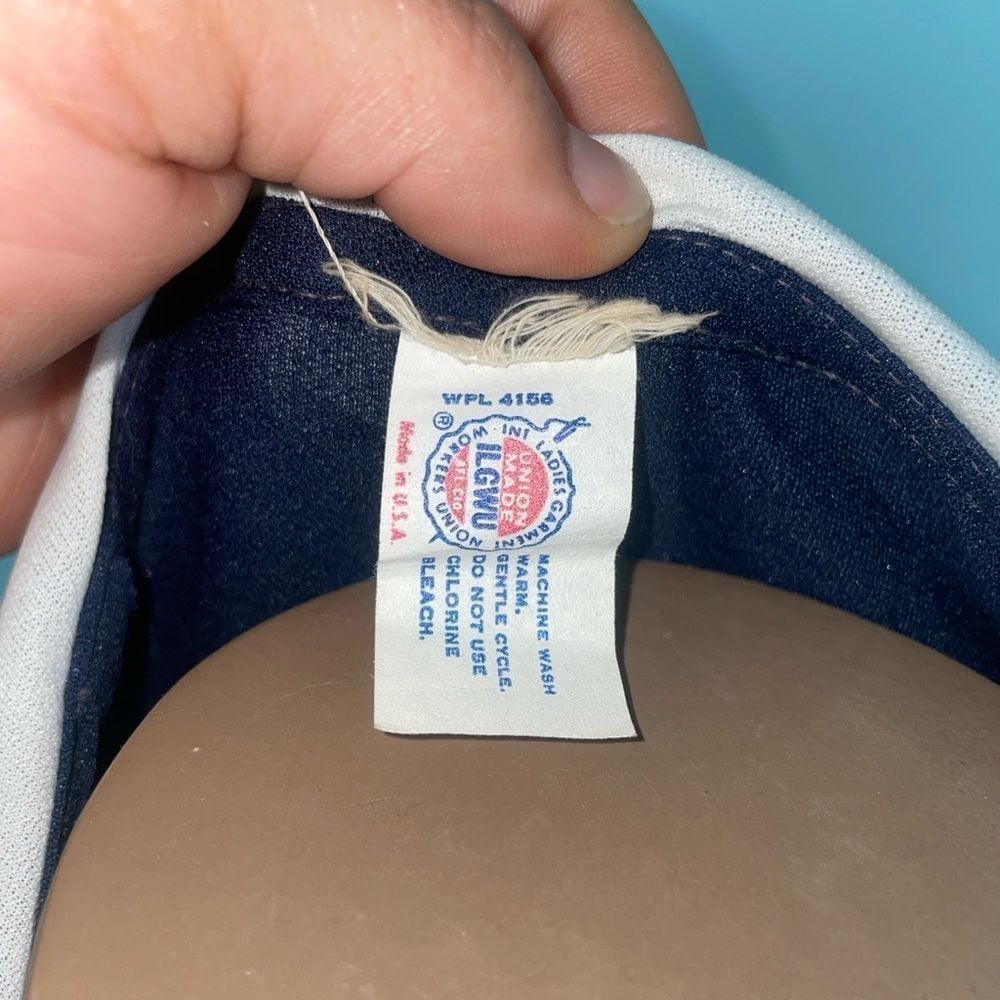 WPL 4156
INT LADIES GARMENT WORKERS UNION
®
UNION
MADE
ILGWU
AFL CIO
Made in U.S.A.
MACHINE WASH
WARM.
GENTLE CYCLE.
DO NOT USE
CHLORINE
BLEACH.